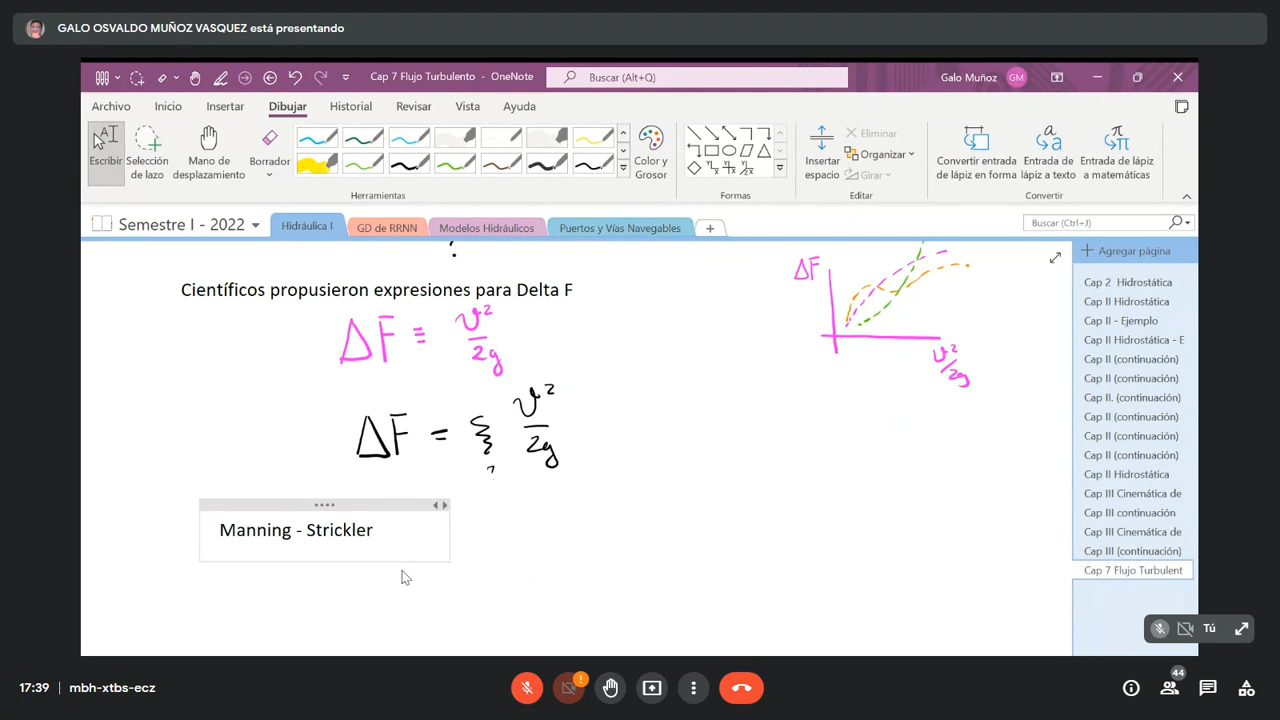 GALO OSVALDO MUÑOZ VASQUEZ está presentando
Cap 7 Flujo Turbulento - OneNote
Buscar (Alt+Q)
Galo Muñoz GM
Archivo Inicio Insertar Dibujar Historial Revisar Vista Ayuda
Escribir
Selección de lazo
Mano de desplazamiento
Borrador
Color y Grosor
Insertar espacio
Eliminar
Organizar
Girar
Convertir entrada de lápiz en forma
Entrada de lápiz a texto
Entrada de lápiz a matemáticas
Herramientas Formas Editar Convertir
Semestre I - 2022 Hidráulica I GD de RRNN Modelos Hidráulicos Puertos y Vías Navegables
Buscar (Ctrl+J)
?
Científicos propusieron expresiones para Delta F
ΔF ≡ v²/2g
ΔF = ξ v²/2g
?
Manning - Strickler
ΔF
v²/2g
Agregar página
Cap 2 Hidrostática
Cap II Hidrostática
Cap II - Ejemplo
Cap II Hidrostática - E
Cap II (continuación)
Cap II (continuación)
Cap II. (continuación)
Cap II (continuación)
Cap II (continuación)
Cap II (continuación)
Cap II Hidrostática
Cap III Cinemática de
Cap III continuación
Cap III Cinemática de
Cap III (continuación)
Cap 7 Flujo Turbulent
Tú
17:39 mbh-xtbs-ecz
44